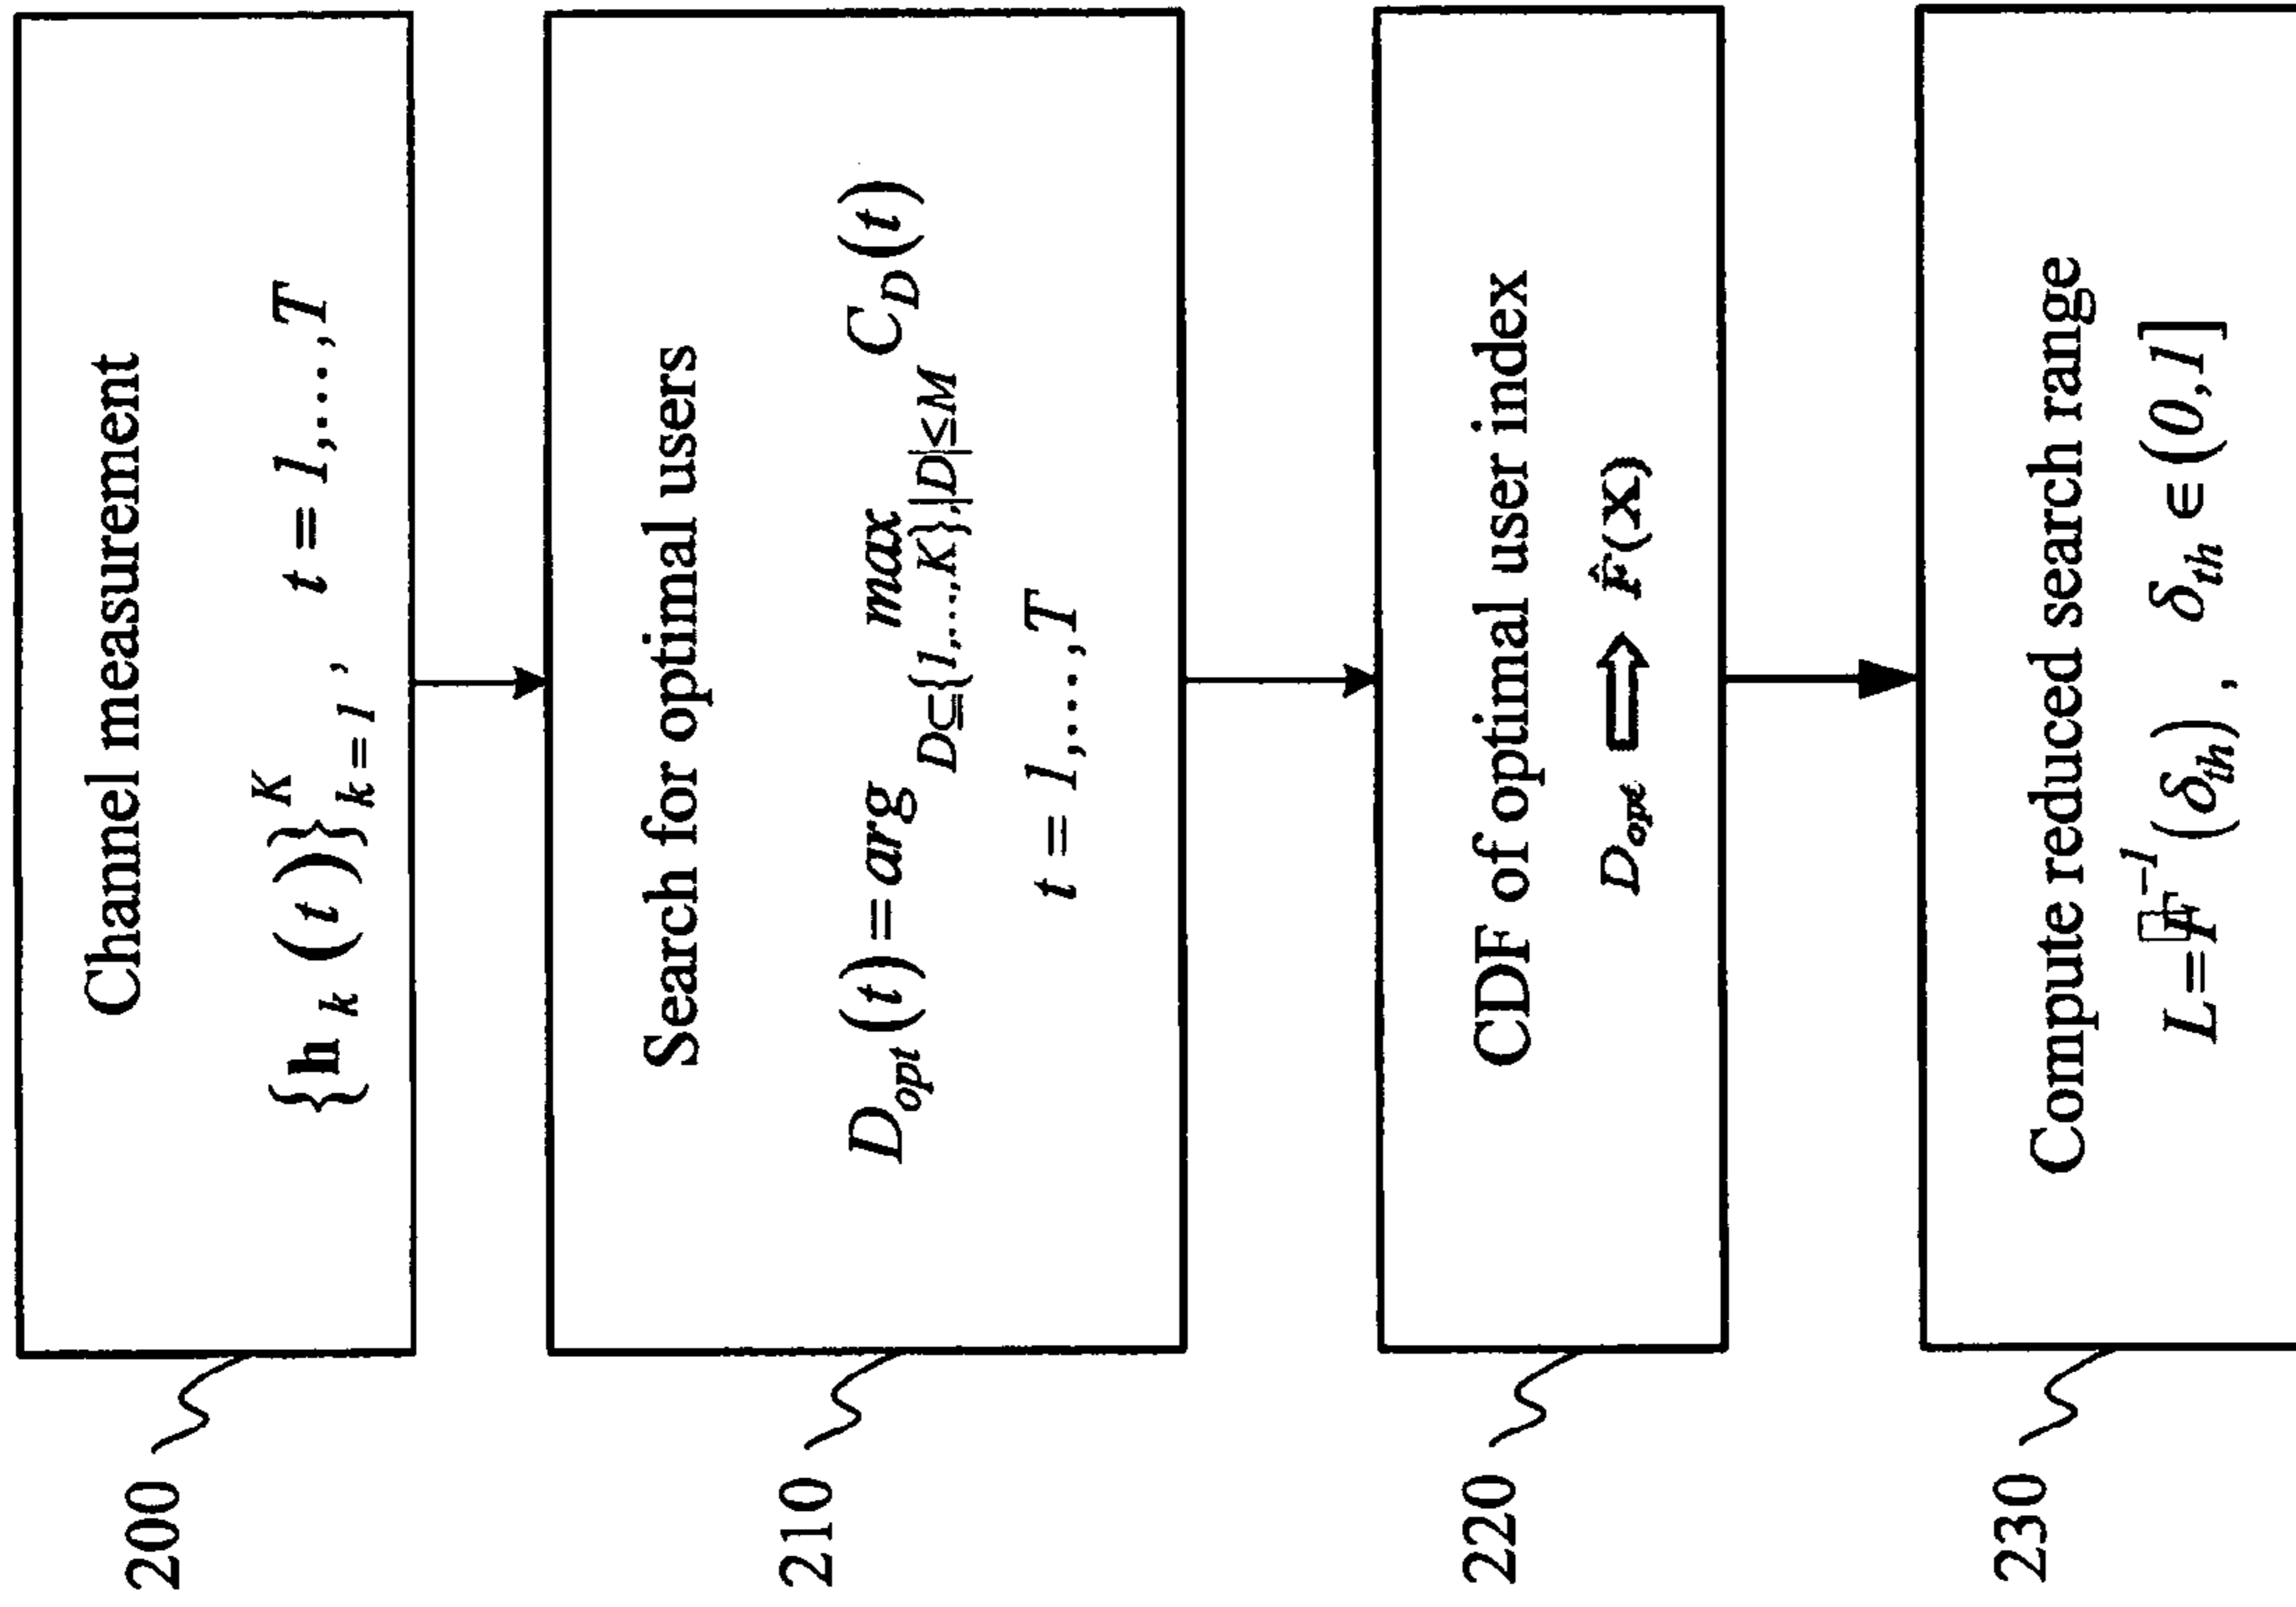 200
Channel measurement
{h_k (t)}_{k=1}^K , t = 1,...,T
210
Search for optimal users
D_opt (t) = arg max_{D⊆{1,...,K},|D|≤M} C_D (t)
t = 1,...,T
220
CDF of optimal user index
D_opt ⇒ F̂(X)
230
Compute reduced search range
L=F̂^{-1} (δ_th) , δ_th ∈ (0,1]